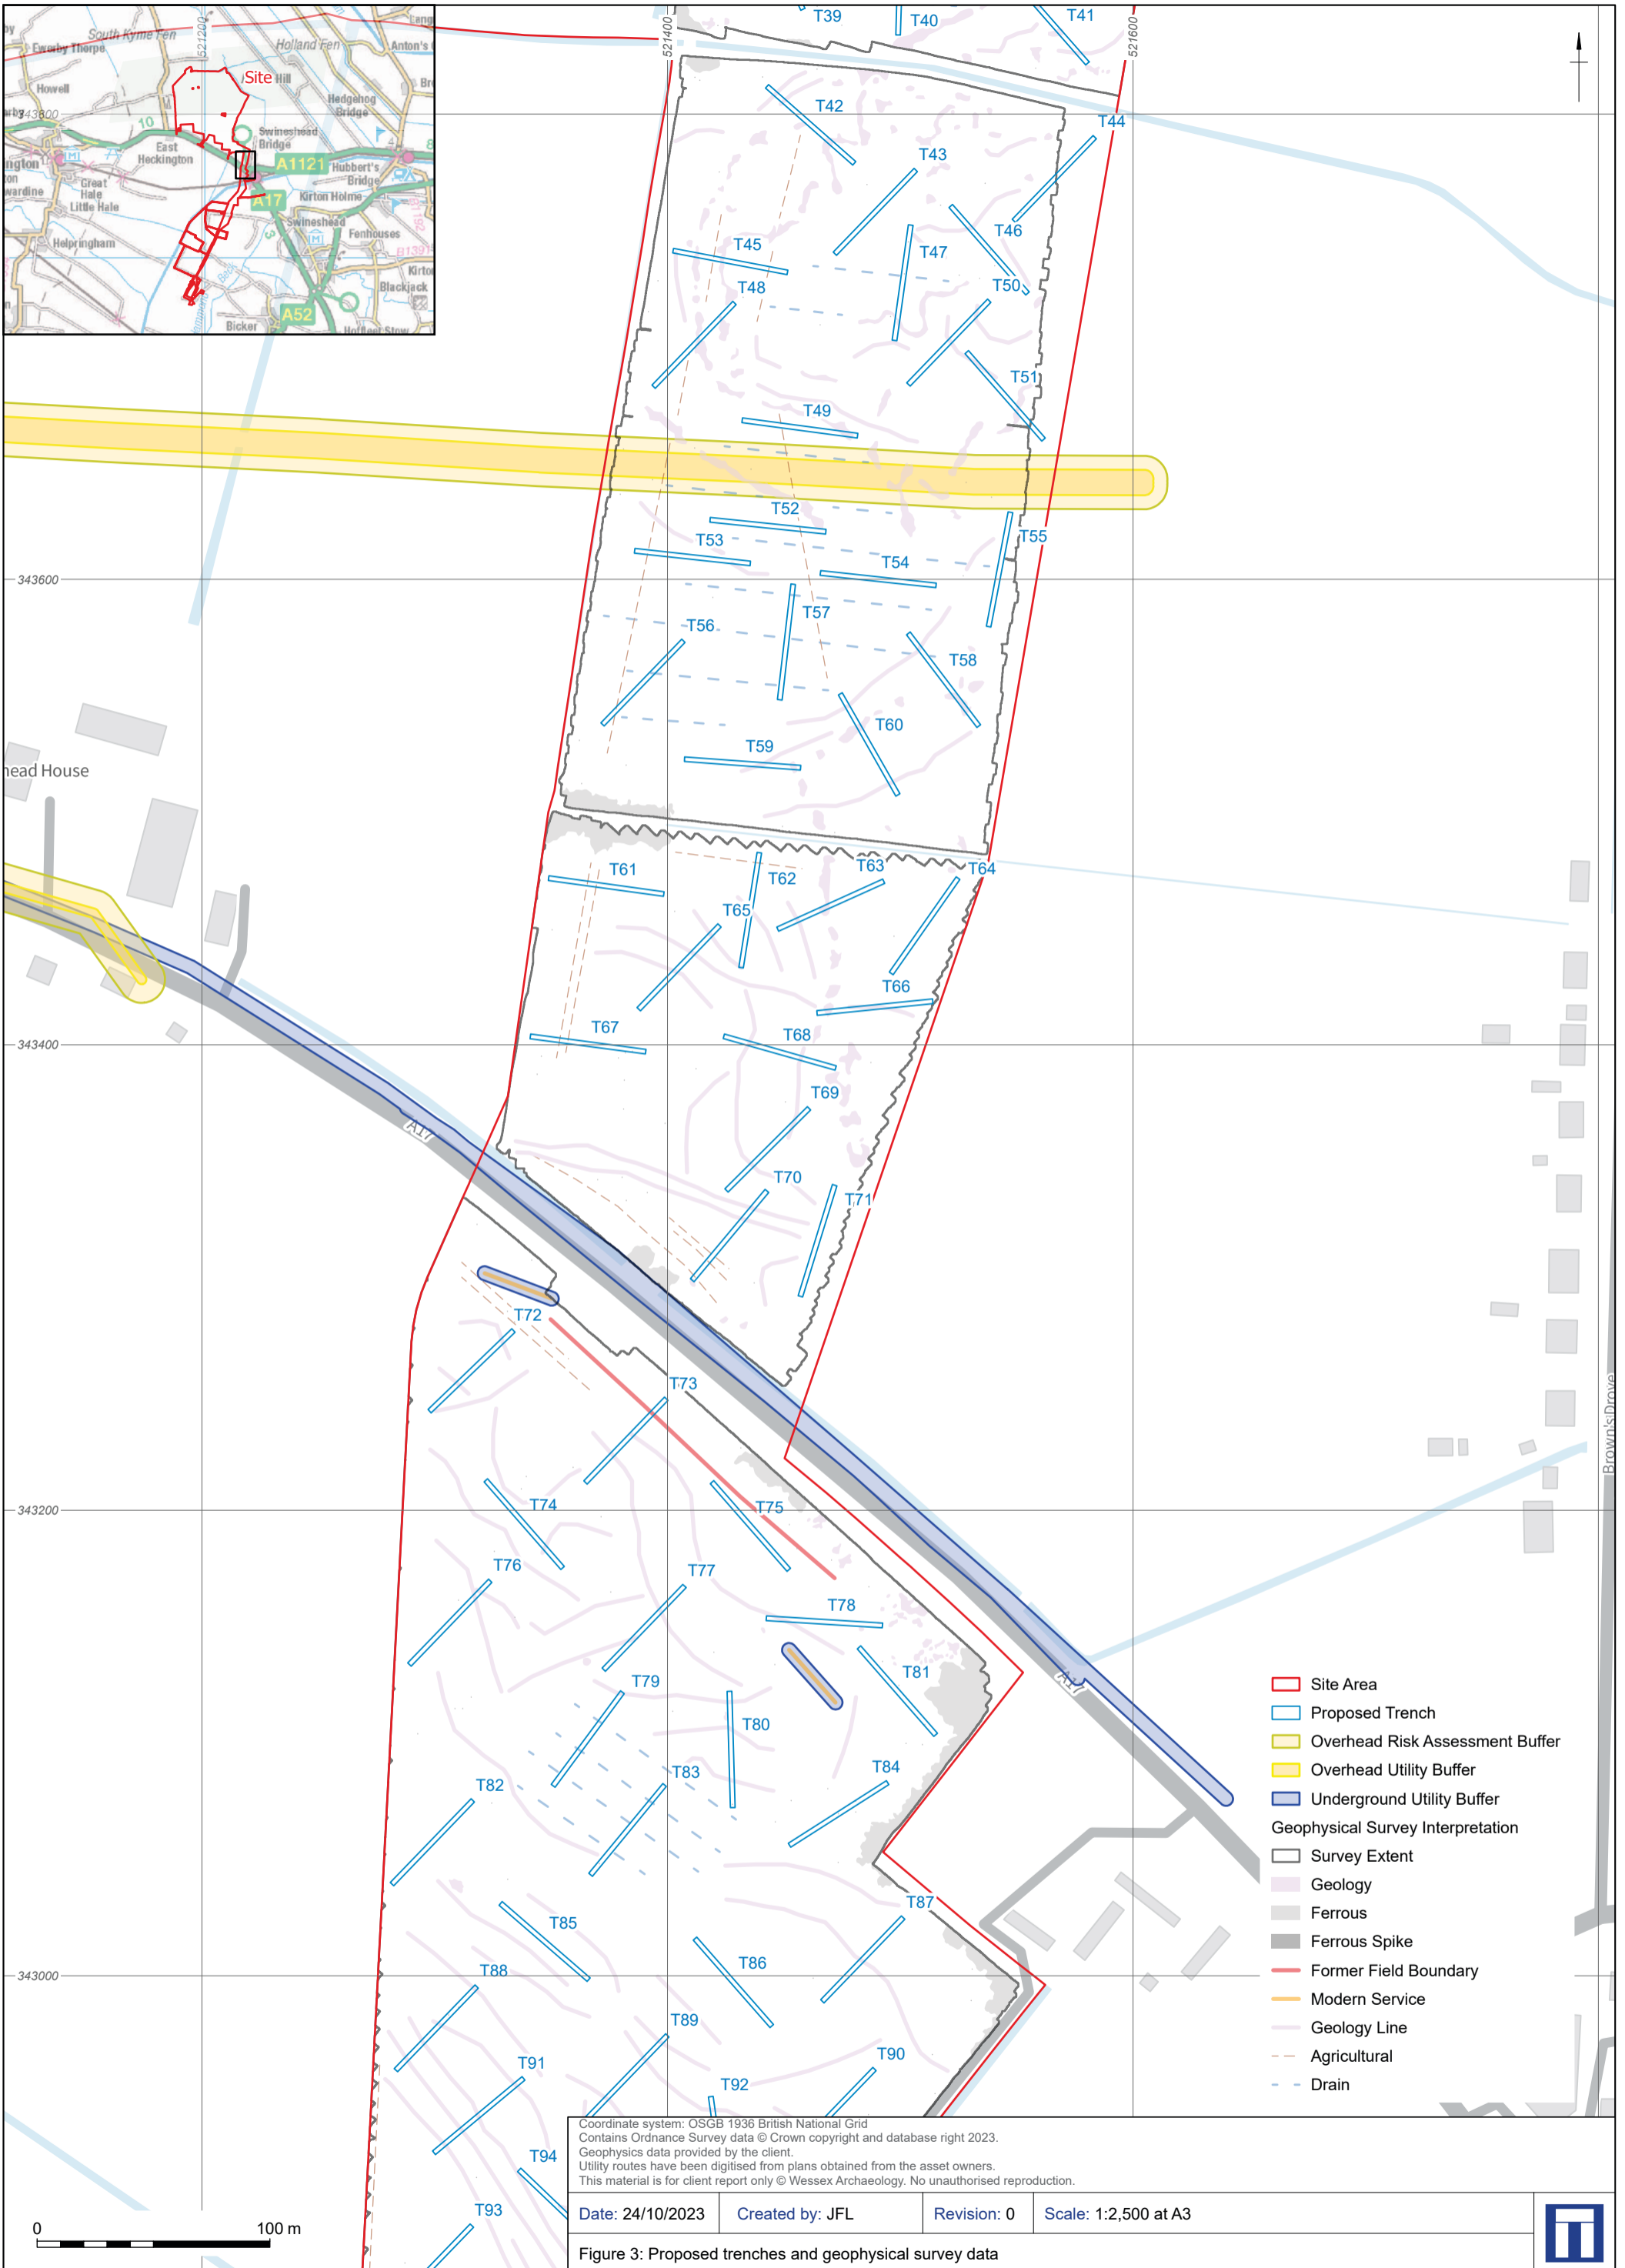 South Kyme Fen
Ewerby Thorpe
Holland Fen
Anton's
Howell
Site
Hill
Hedgehog
Bridge
10
East
Heckington
Swineshead
Bridge
A1121
Hubbert's
Bridge
Great
Hale
Little Hale
A17
Kirton Holme
Swineshead
Fenhouses
Helpringham
B1391
B1192
3
Kirto
Blackjack
A52
Bicker
Hoffleet Stow
521200
521400
521600
343800
343600
343400
343200
343000
T39
T40
T41
T42
T43
T44
T45
T46
T47
T48
T49
T50
T51
T52
T53
T54
T55
T56
T57
T58
T59
T60
T61
T62
T63
T64
T65
T66
T67
T68
T69
T70
T71
T72
T73
T74
T75
T76
T77
T78
T79
T80
T81
T82
T83
T84
T85
T86
T87
T88
T89
T90
T91
T92
T93
T94
head House
A17
A17
Brown's Drove
Site Area
Proposed Trench
Overhead Risk Assessment Buffer
Overhead Utility Buffer
Underground Utility Buffer
Geophysical Survey Interpretation
Survey Extent
Geology
Ferrous
Ferrous Spike
Former Field Boundary
Modern Service
Geology Line
Agricultural
Drain
0 100 m
Coordinate system: OSGB 1936 British National Grid
Contains Ordnance Survey data © Crown copyright and database right 2023.
Geophysics data provided by the client.
Utility routes have been digitised from plans obtained from the asset owners.
This material is for client report only © Wessex Archaeology. No unauthorised reproduction.
Date: 24/10/2023 Created by: JFL Revision: 0 Scale: 1:2,500 at A3
Figure 3: Proposed trenches and geophysical survey data